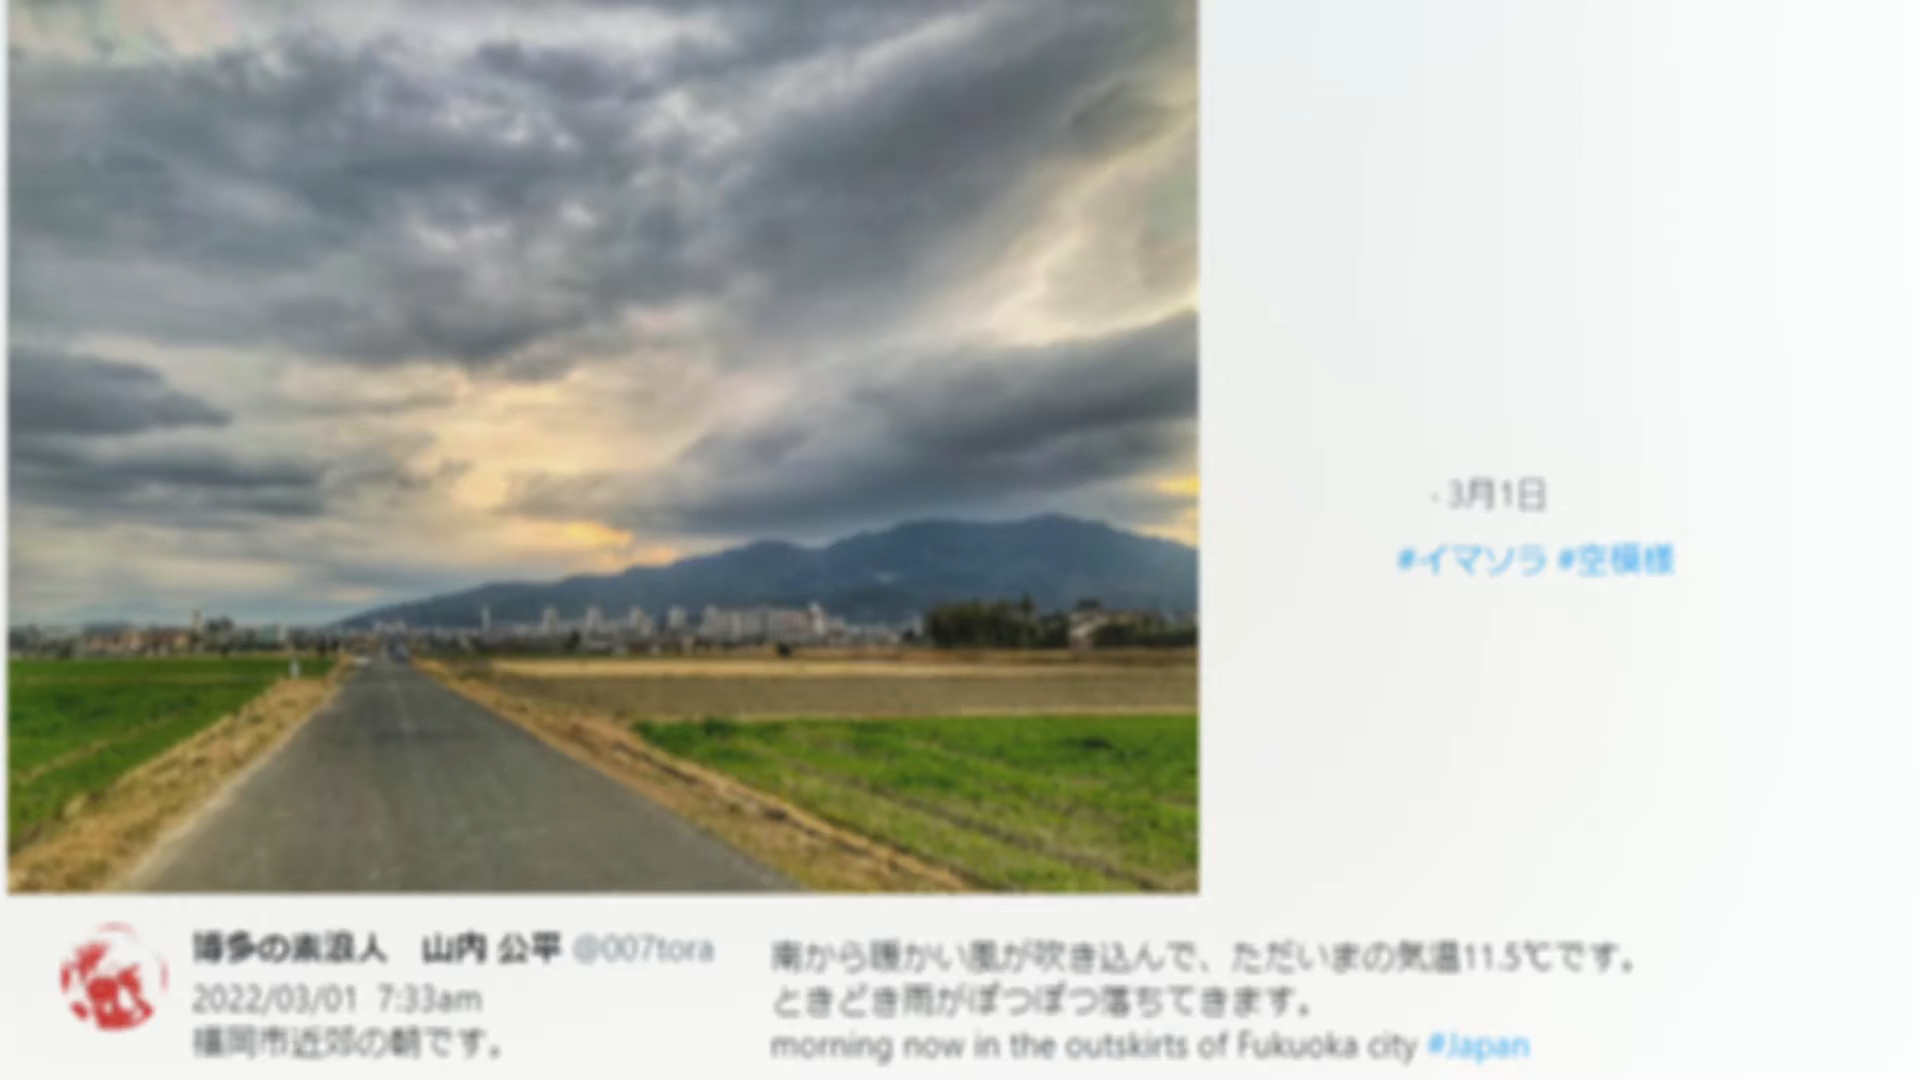 · 3月1日
#イマソラ #空模様
博多の素浪人　山内 公平 @007tora
2022/03/01 7:33am
福岡市近郊の朝です。
南から暖かい風が吹き込んで、ただいまの気温11.5℃です。
ときどき雨がぽつぽつ落ちてきます。
morning now in the outskirts of Fukuoka city #Japan